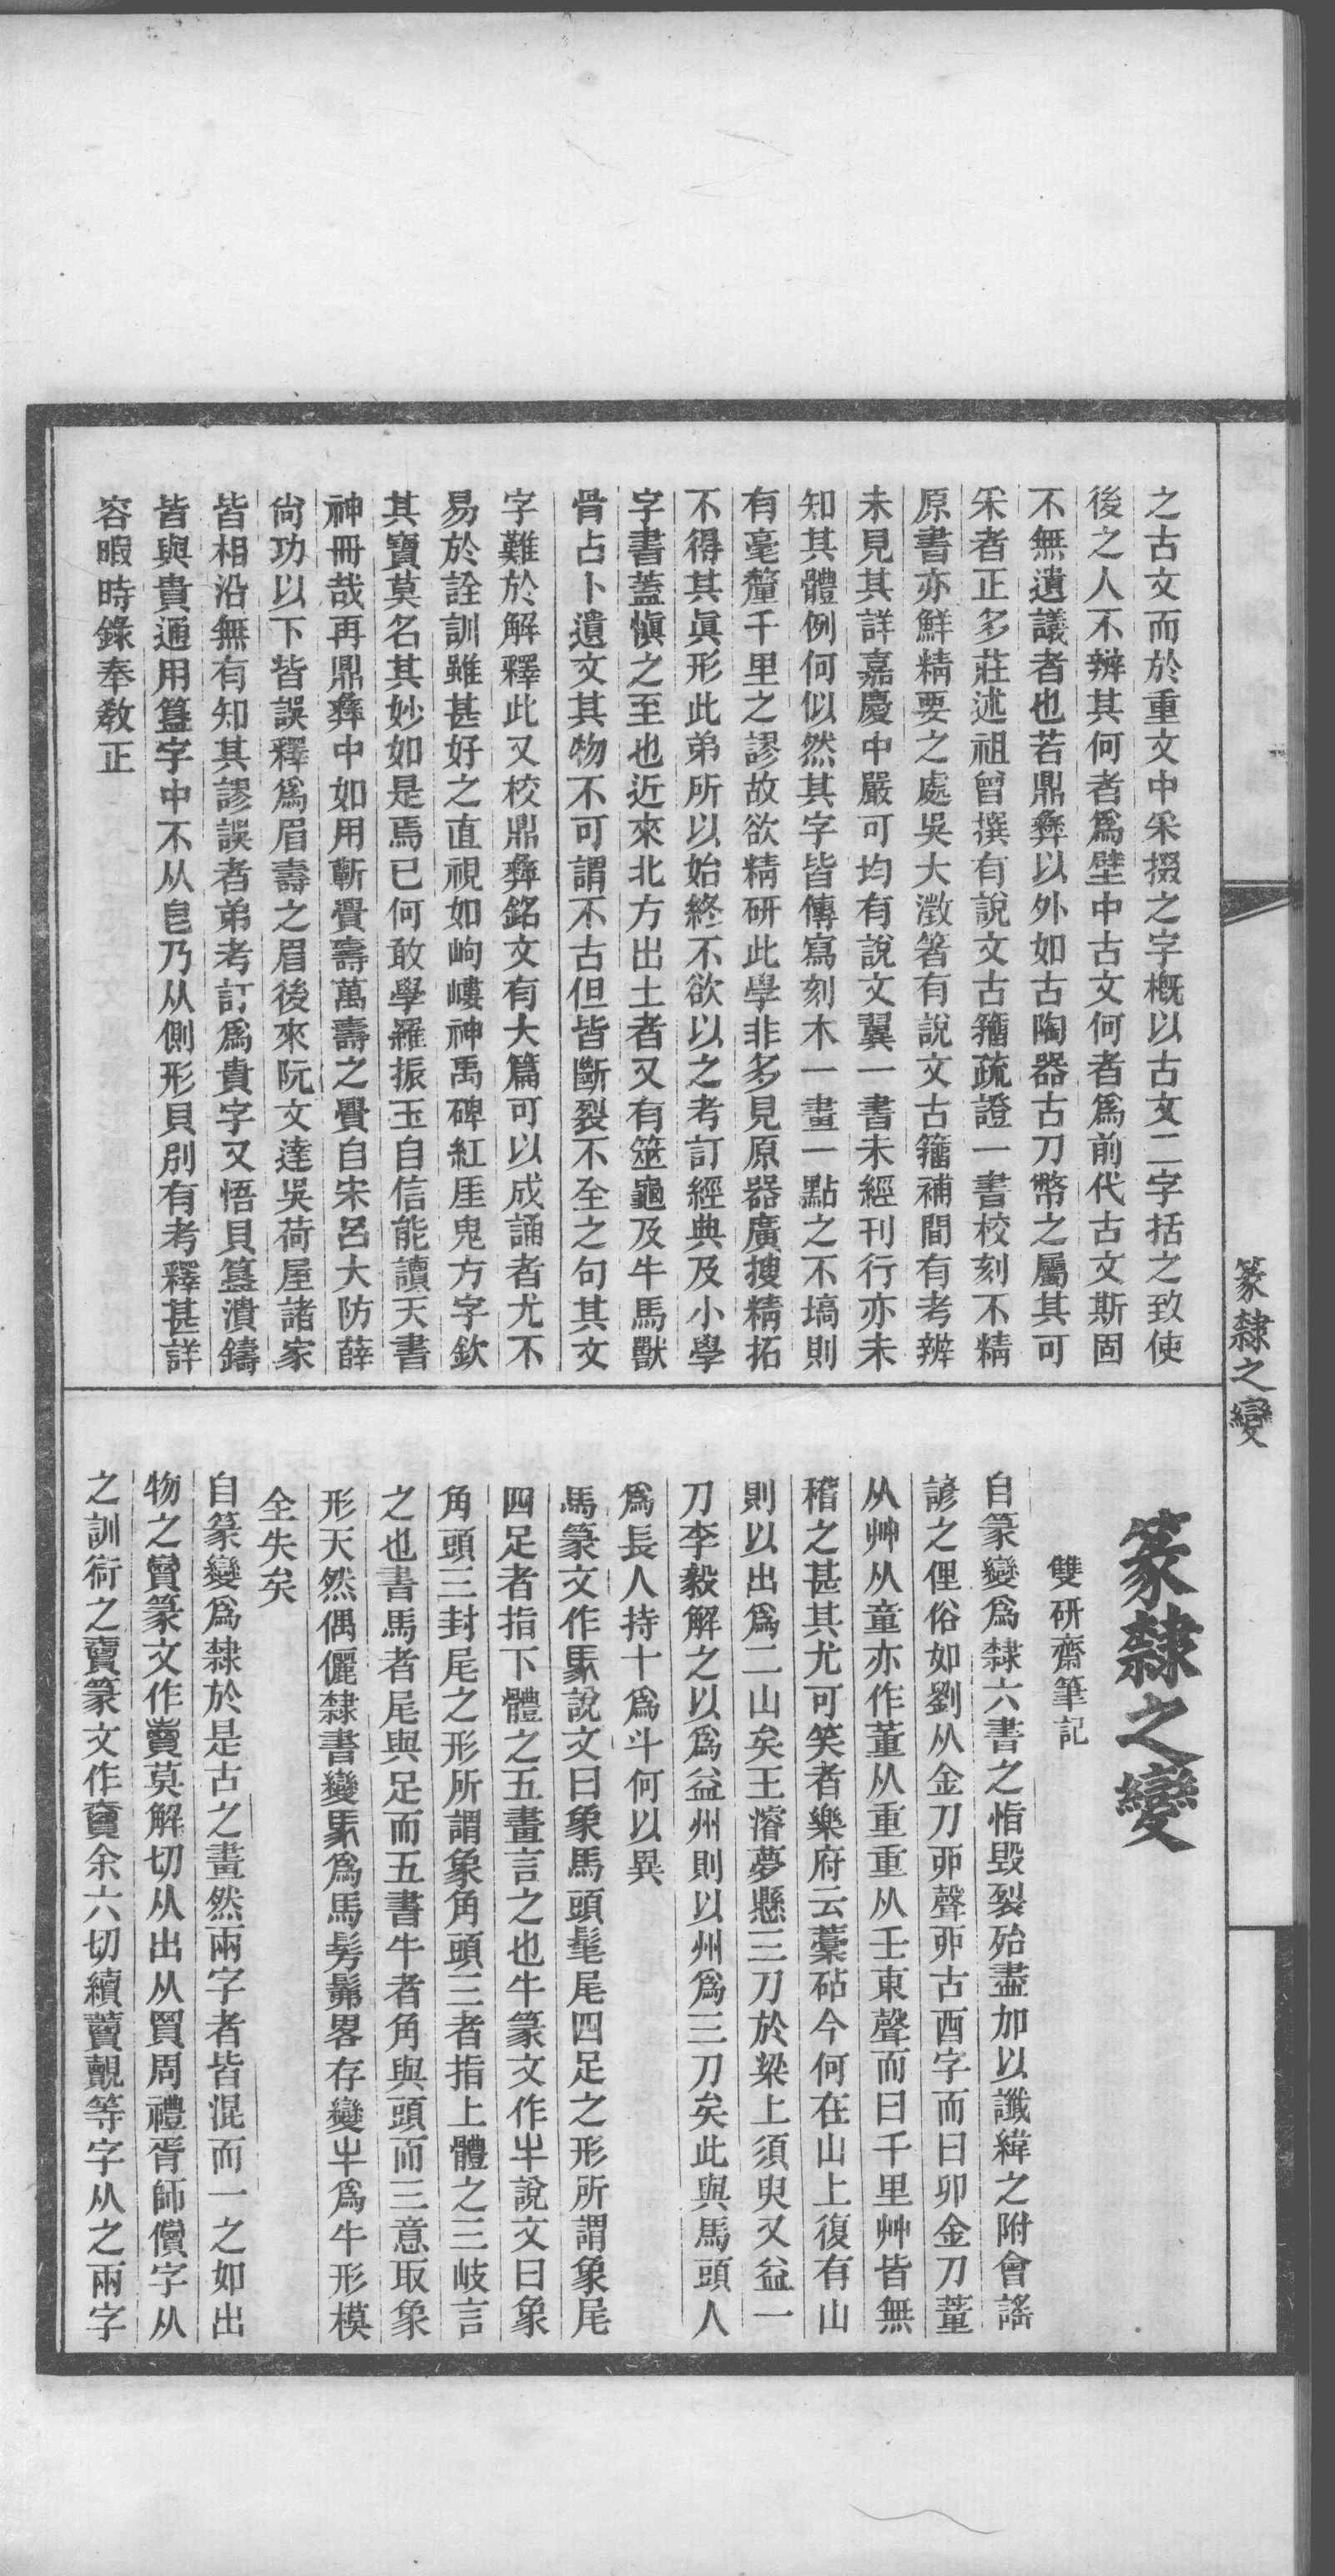 之古文而於重文中采掇之字槪以古文二字括之致使
後之人不辨其何者爲壁中古文何者爲前代古文斯固
不無遺議者也若鼎彝以外如古陶器古刀幣之屬其可
采者正多莊述祖曾撰有說文古籀疏證一書校刻不精
原書亦鮮精要之處吳大澂箸有說文古籀補間有考辨
未見其詳嘉慶中嚴可均有說文翼一書未經刊行亦未
知其體例何似然其字皆傳寫刻木一畫一點之不塙則
有毫釐千里之謬故欲精硏此學非多見原器廣搜精拓
不得其眞形此弟所以始終不欲以之考訂經典及小學
字書蓋愼之至也近來北方出土者又有筮龜及牛馬獸
骨占卜遺文其物不可謂不古但皆斷裂不至之句其文
字難於解釋此又校鼎彝銘文有大篇可以成誦者尤不
易於詮訓雖甚好之直視如岣嶁神禹碑紅厓鬼方字欽
其寶莫名其妙如是焉已何敢學羅振玉自信能讀天書
神冊哉再鼎彝中如用蘄釁壽萬壽之釁自宋呂大防薛
尙功以下皆誤釋爲眉壽之眉後來阮文達吳荷屋諸家
皆相沿無有知其謬誤者弟考訂爲貴字又悟貝簋潰鑄
皆與貴通用簋字中不从皀乃从側形貝別有考釋甚詳
容暇時錄奉教正
篆隸之變
篆隸之變
雙硏齋筆記
自篆變爲隸六書之恉毀裂殆盡加以讖緯之附會謠
諺之俚俗如劉从金刀丣聲丣古酉字而曰卯金刀董
从艸从童亦作董从重重从壬東聲而曰千里艸皆無
稽之甚其尤可笑者樂府云藁砧今何在山上復有山
則以出爲二山矣王濬夢懸三刀於梁上須臾又益一
刀李毅解之以爲益州則以州爲三刀矣此與馬頭人
爲長人持十爲斗何以異
馬篆文作𢒠說文曰象馬頭髦尾四足之形所謂象尾
四足者指下體之五畫言之也牛篆文作牛說文曰象
角頭三封尾之形所謂象角頭三者指上體之三岐言
之也書馬者尾與足而五書牛者角與頭而三意取象
形天然偶儷隸書變𢒠爲馬髣髴畧存變牛爲牛形模
全失矣
自篆變爲隸於是古之畫然兩字者皆混而一之如出
物之賣篆文作𧷓莫解切从出从買周禮胥師儥字从
之訓衒之賣篆文作𧶠余六切續藚覿等字从之兩字